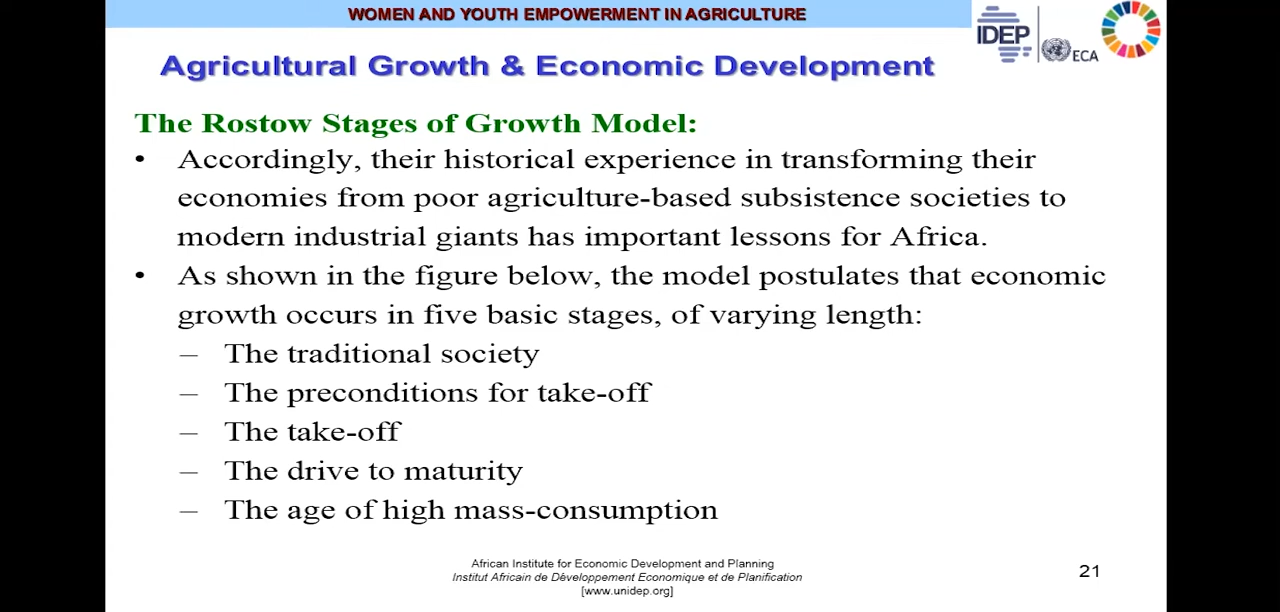 WOMEN AND YOUTH EMPOWERMENT IN AGRICULTURE
IDEP
ECA
Agricultural Growth & Economic Development
The Rostow Stages of Growth Model:
• Accordingly, their historical experience in transforming their
economies from poor agriculture-based subsistence societies to
modern industrial giants has important lessons for Africa.
• As shown in the figure below, the model postulates that economic
growth occurs in five basic stages, of varying length:
– The traditional society
– The preconditions for take-off
– The take-off
– The drive to maturity
– The age of high mass-consumption
African Institute for Economic Development and Planning
Institut Africain de Développement Economique et de Planification
[www.unidep.org]
21